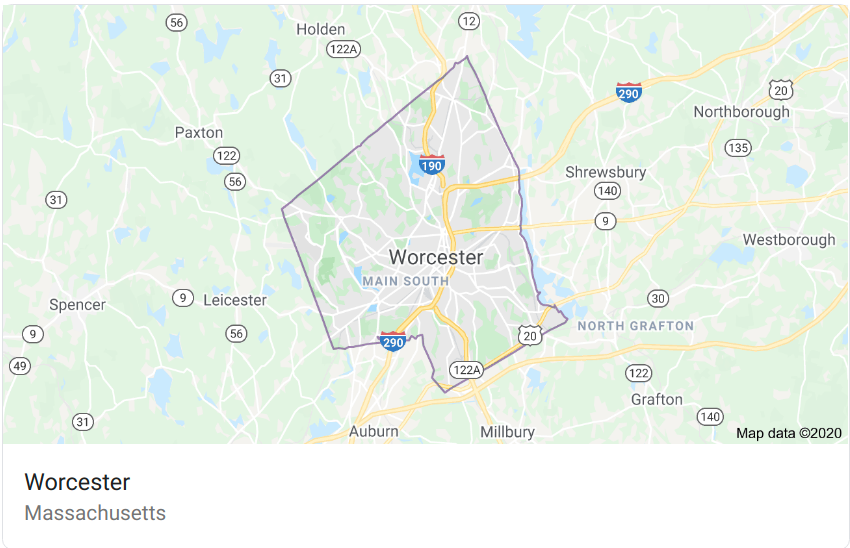 56
12
Holden
122A
31
290
20
Northborough
Paxton
135
122
190
56
Shrewsbury
140
31
9
Westborough
Worcester
MAIN SOUTH
Spencer
9
Leicester
30
NORTH GRAFTON
9
56
290
20
49
122A
122
Grafton
31
140
Auburn
Millbury
Map data ©2020
Worcester
Massachusetts